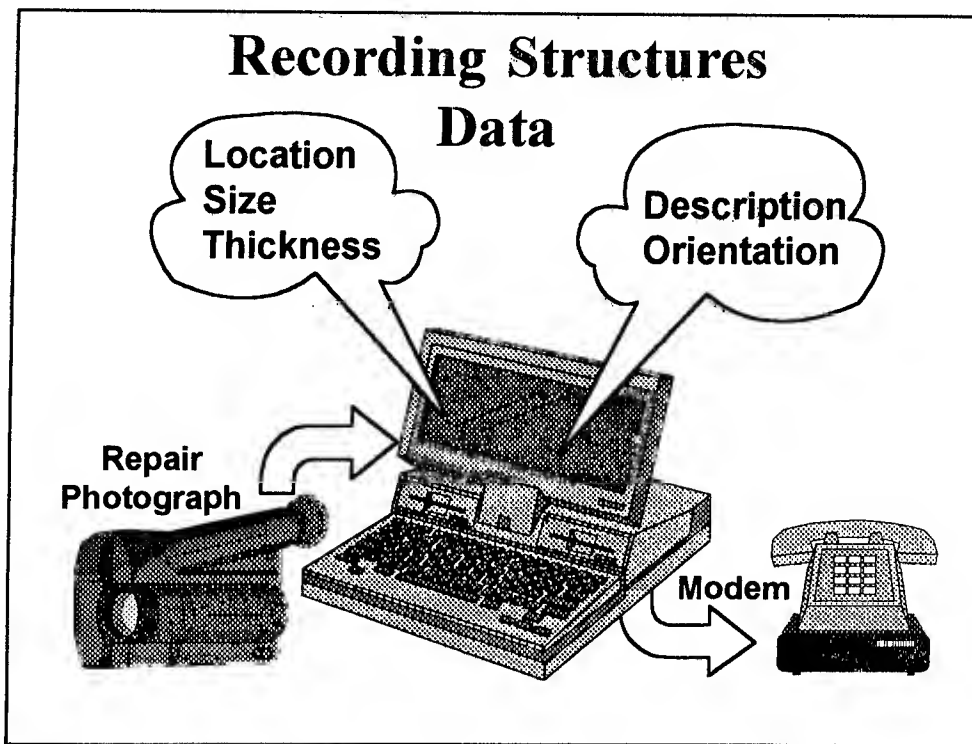 Recording Structures
Data
Location
Size
Thickness
Description
Orientation
Repair
Photograph
Modem